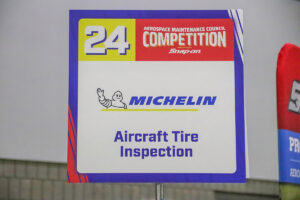 24
AEROSPACE MAINTENANCE COUNCIL
COMPETITION
Snap-on
MICHELIN
Aircraft Tire
Inspection